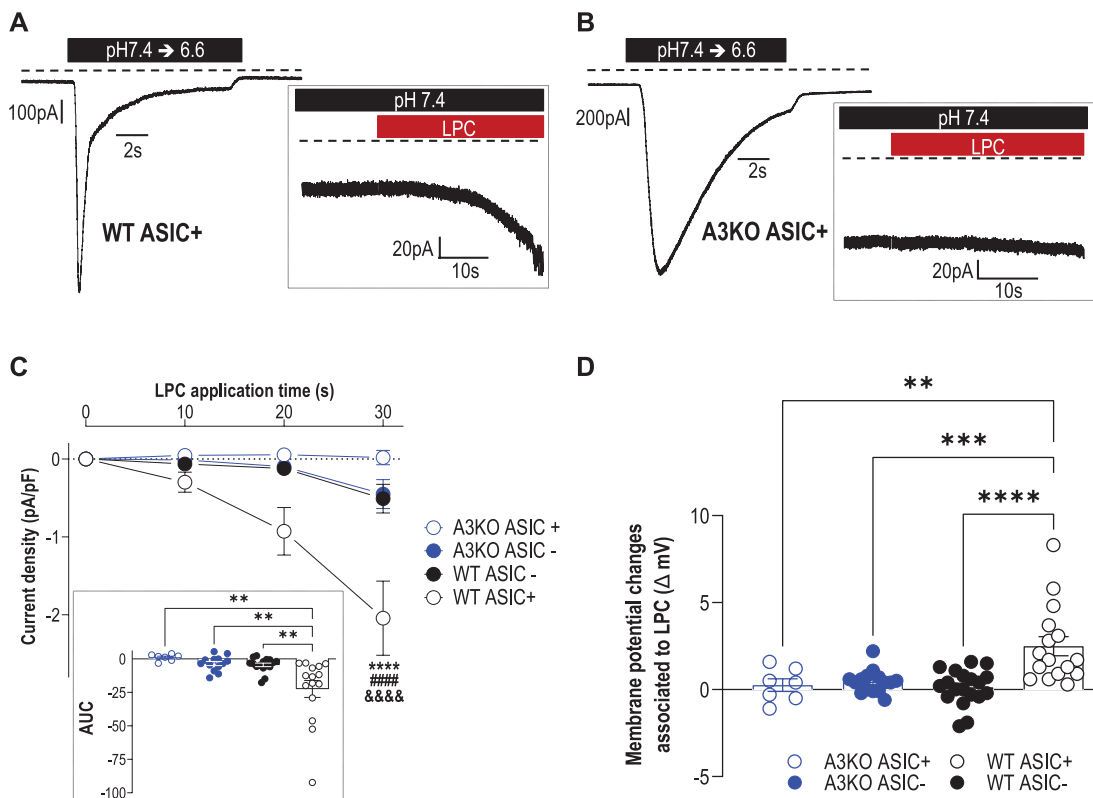 A
pH7.4 ➔ 6.6
100pA
2s
WT ASIC+
pH 7.4
LPC
20pA
10s
B
pH7.4 ➔ 6.6
200pA
2s
A3KO ASIC+
pH 7.4
LPC
20pA
10s
C
LPC application time (s)
0 10 20 30
Current density (pA/pF)
0
-1
-2
A3KO ASIC +
A3KO ASIC -
WT ASIC -
WT ASIC+
****
####
&&&&
AUC
**
**
**
0
-25
-50
-75
-100
D
**
***
****
Membrane potential changes
associated to LPC (Δ mV)
10
5
0
-5
A3KO ASIC+
A3KO ASIC-
WT ASIC+
WT ASIC-